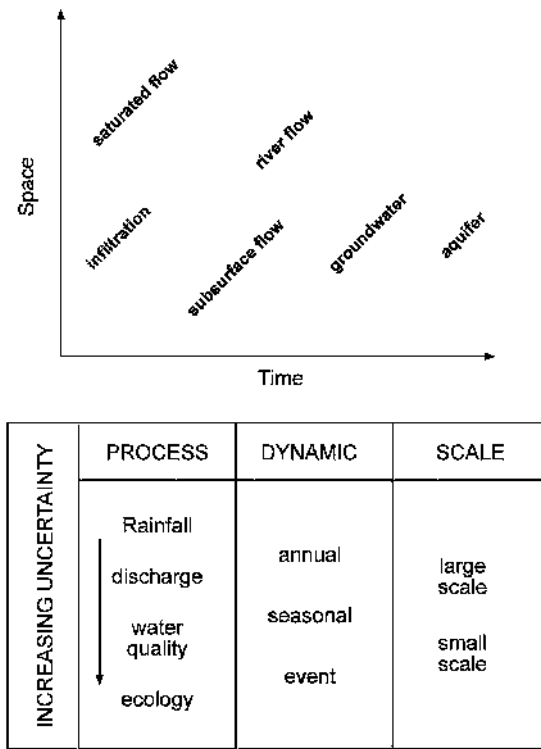 Space
saturated flow
river flow
infiltration
subsurface flow
groundwater
aquifer
Time
INCREASING UNCERTAINTY
PROCESS
DYNAMIC
SCALE
Rainfall
discharge
water
quality
ecology
annual
seasonal
event
large
scale
small
scale